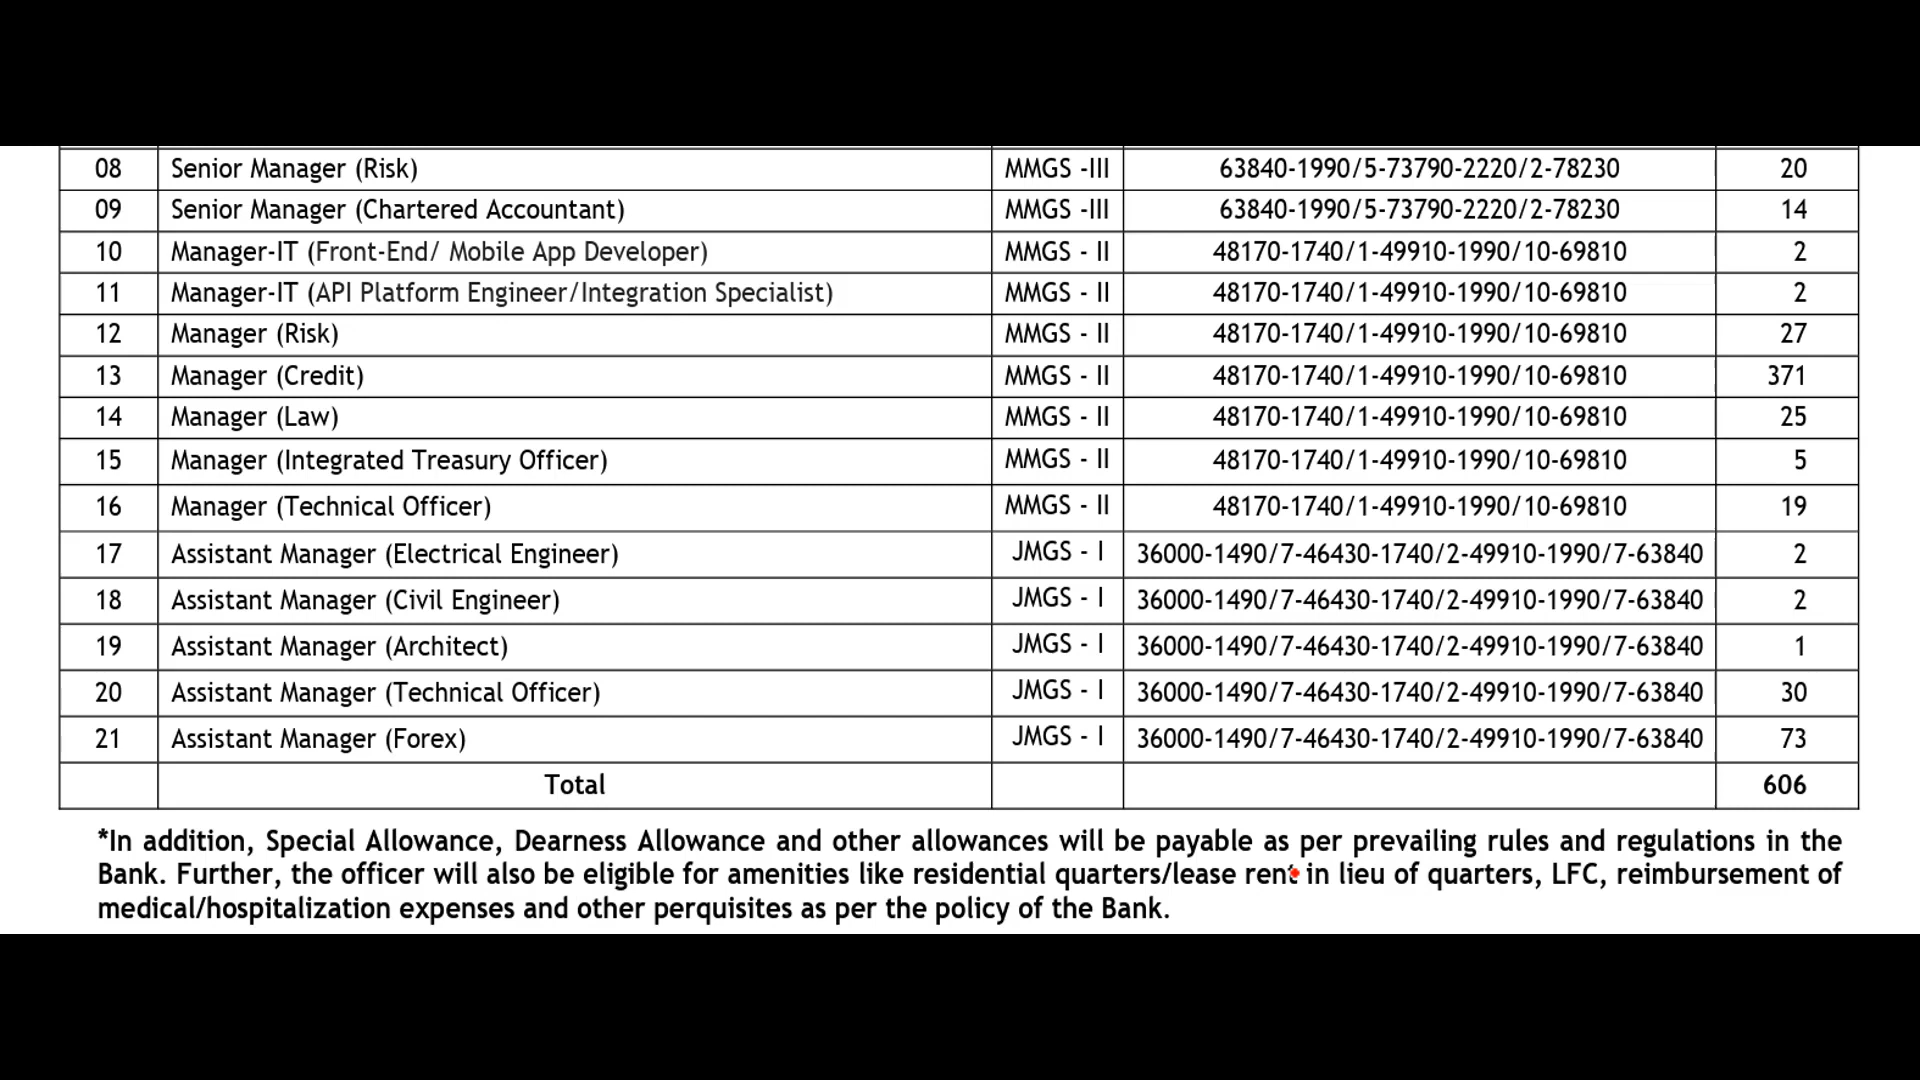 08 Senior Manager (Risk) MMGS -III 63840-1990/5-73790-2220/2-78230 20
09 Senior Manager (Chartered Accountant) MMGS -III 63840-1990/5-73790-2220/2-78230 14
10 Manager-IT (Front-End/ Mobile App Developer) MMGS - II 48170-1740/1-49910-1990/10-69810 2
11 Manager-IT (API Platform Engineer/Integration Specialist) MMGS - II 48170-1740/1-49910-1990/10-69810 2
12 Manager (Risk) MMGS - II 48170-1740/1-49910-1990/10-69810 27
13 Manager (Credit) MMGS - II 48170-1740/1-49910-1990/10-69810 371
14 Manager (Law) MMGS - II 48170-1740/1-49910-1990/10-69810 25
15 Manager (Integrated Treasury Officer) MMGS - II 48170-1740/1-49910-1990/10-69810 5
16 Manager (Technical Officer) MMGS - II 48170-1740/1-49910-1990/10-69810 19
17 Assistant Manager (Electrical Engineer) JMGS - I 36000-1490/7-46430-1740/2-49910-1990/7-63840 2
18 Assistant Manager (Civil Engineer) JMGS - I 36000-1490/7-46430-1740/2-49910-1990/7-63840 2
19 Assistant Manager (Architect) JMGS - I 36000-1490/7-46430-1740/2-49910-1990/7-63840 1
20 Assistant Manager (Technical Officer) JMGS - I 36000-1490/7-46430-1740/2-49910-1990/7-63840 30
21 Assistant Manager (Forex) JMGS - I 36000-1490/7-46430-1740/2-49910-1990/7-63840 73
Total 606
*In addition, Special Allowance, Dearness Allowance and other allowances will be payable as per prevailing rules and regulations in the
Bank. Further, the officer will also be eligible for amenities like residential quarters/lease rent in lieu of quarters, LFC, reimbursement of
medical/hospitalization expenses and other perquisites as per the policy of the Bank.